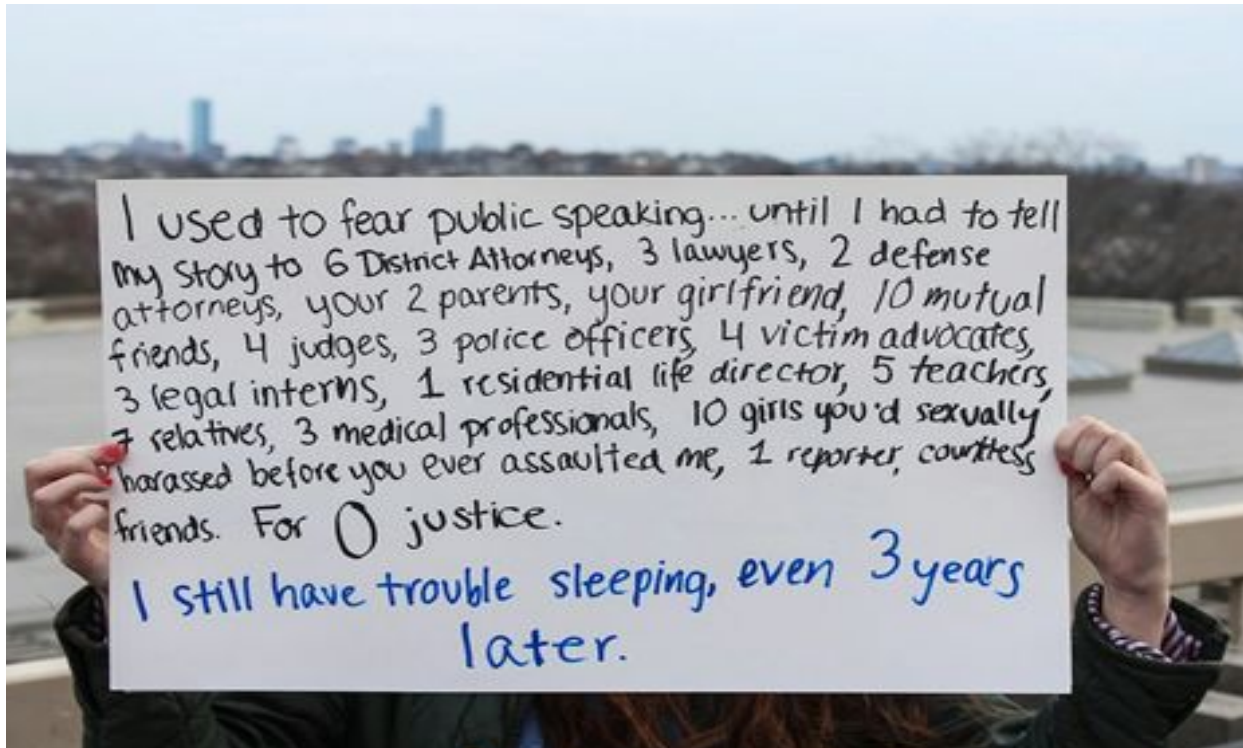 I used to fear public speaking... until I had to tell
my story to 6 District Attorneys, 3 lawyers, 2 defense
attorneys, your 2 parents, your girlfriend, 10 mutual
friends, 4 judges, 3 police officers, 4 victim advocates,
3 legal interns, 1 residential life director, 5 teachers,
7 relatives, 3 medical professionals, 10 girls you'd sexually
harassed before you ever assaulted me, 1 reporter, countless
friends. For 0 justice.
I still have trouble sleeping, even 3 years
later.